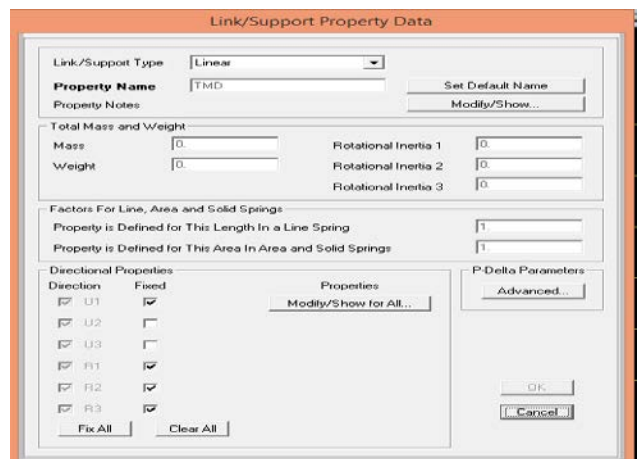 Link/Support Property Data
Link/Support Type Linear
Property Name TMD Set Default Name
Property Notes Modify/Show...
Total Mass and Weight
Mass 0. Rotational Inertia 1 0.
Weight 0. Rotational Inertia 2 0.
Rotational Inertia 3 0.
Factors For Line, Area and Solid Springs
Property is Defined for This Length In a Line Spring 1.
Property is Defined for This Area In Area and Solid Springs 1.
Directional Properties P-Delta Parameters
Direction Fixed Properties Advanced...
U1 Modify/Show for All...
U2
U3
R1
R2 OK
R3 Cancel
Fix All Clear All